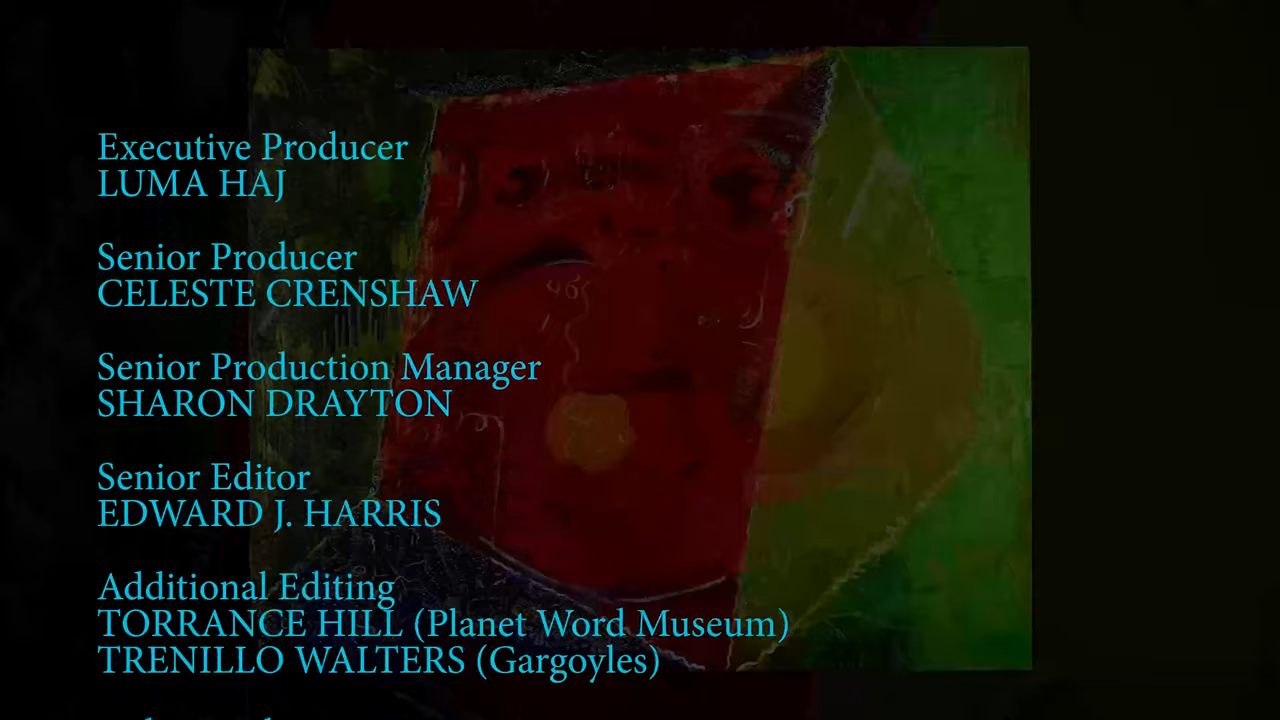 Executive Producer
LUMA HAJ
Senior Producer
CELESTE CRENSHAW
Senior Production Manager
SHARON DRAYTON
Senior Editor
EDWARD J. HARRIS
Additional Editing
TORRANCE HILL (Planet Word Museum)
TRENILLO WALTERS (Gargoyles)